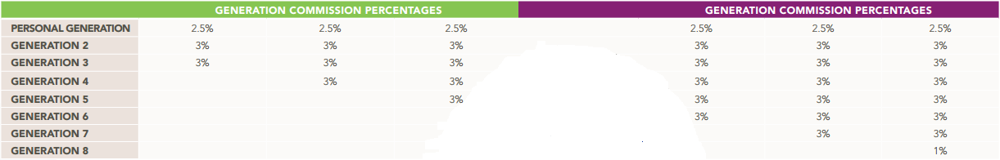 GENERATION COMMISSION PERCENTAGES GENERATION COMMISSION PERCENTAGES
PERSONAL GENERATION 2.5% 2.5% 2.5% 2.5% 2.5% 2.5%
GENERATION 2 3% 3% 3% 3% 3% 3%
GENERATION 3 3% 3% 3% 3% 3% 3%
GENERATION 4 3% 3% 3% 3% 3%
GENERATION 5 3% 3% 3% 3%
GENERATION 6 3% 3% 3%
GENERATION 7 3% 3%
GENERATION 8 1%